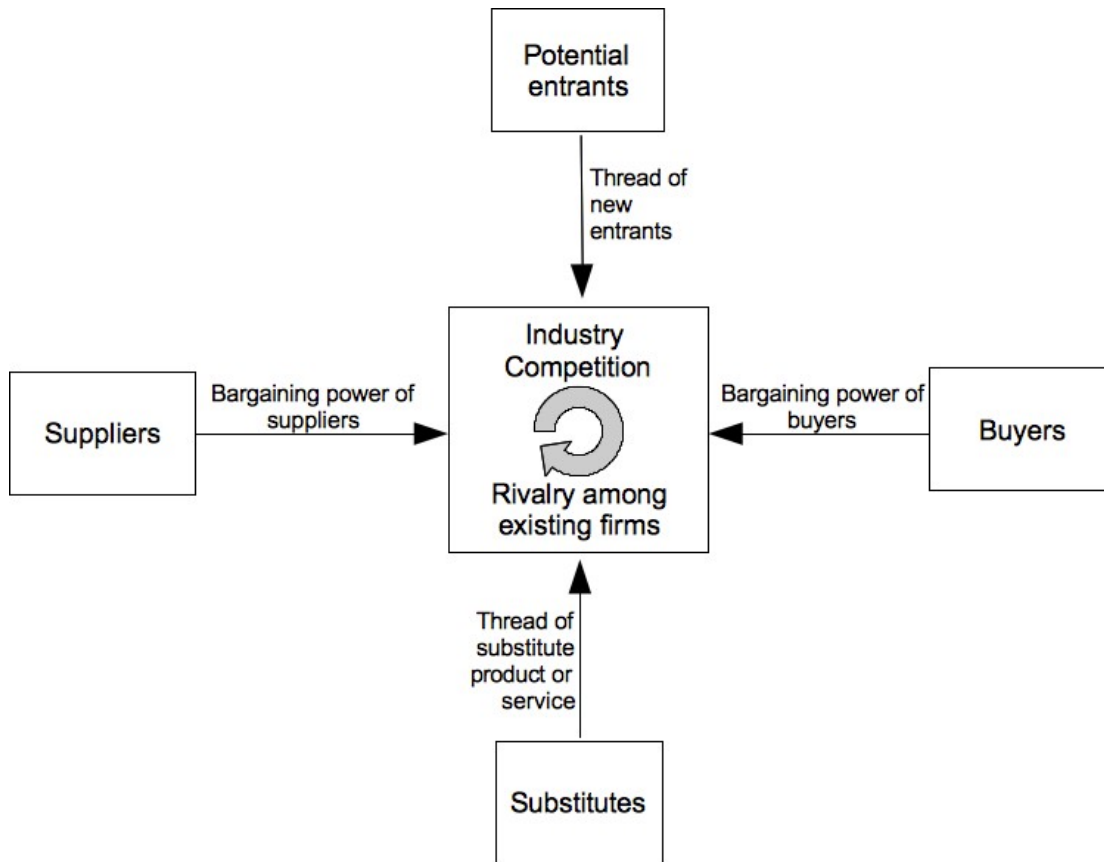 Potential
entrants
Thread of
new
entrants
Industry
Competition
Suppliers
Bargaining power of
suppliers
Bargaining power of
buyers
Buyers
Rivalry among
existing firms
Thread of
substitute
product or
service
Substitutes